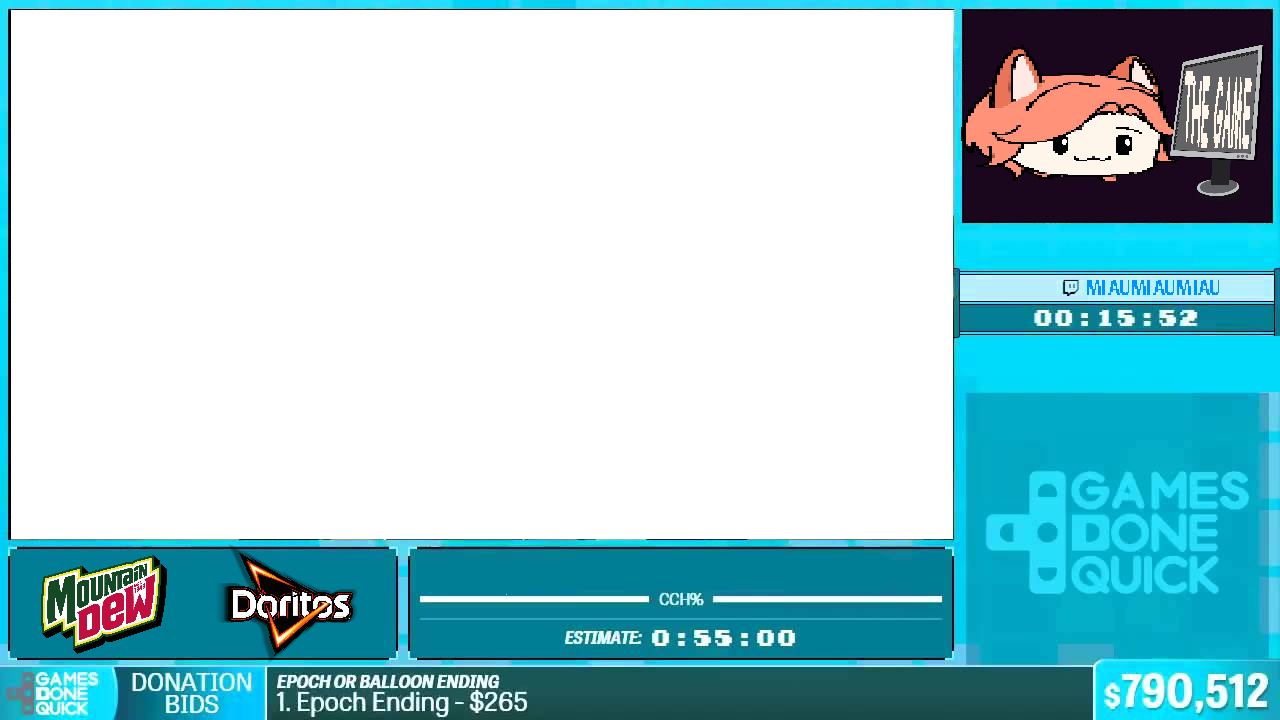 THE GAME
MIAUMIAUMIAU
00:15:52
GAMES
DONE
QUICK
MOUNTAIN
DEW
Doritos
CCH%
ESTIMATE: 0:55:00
GAMES
DONE
QUICK
DONATION
BIDS
EPOCH OR BALLOON ENDING
1. Epoch Ending - $265
$790,512